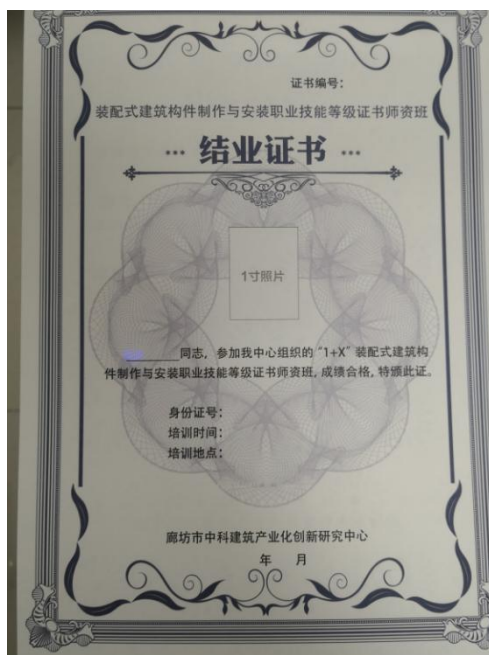 证书编号：
装配式建筑构件制作与安装职业技能等级证书师资班
结业证书
1寸照片
同志，参加我中心组织的“1+X”装配式建筑构
件制作与安装职业技能等级证书师资班，成绩合格，特颁此证。
身份证号：
培训时间：
培训地点：
廊坊市中科建筑产业化创新研究中心
年 月